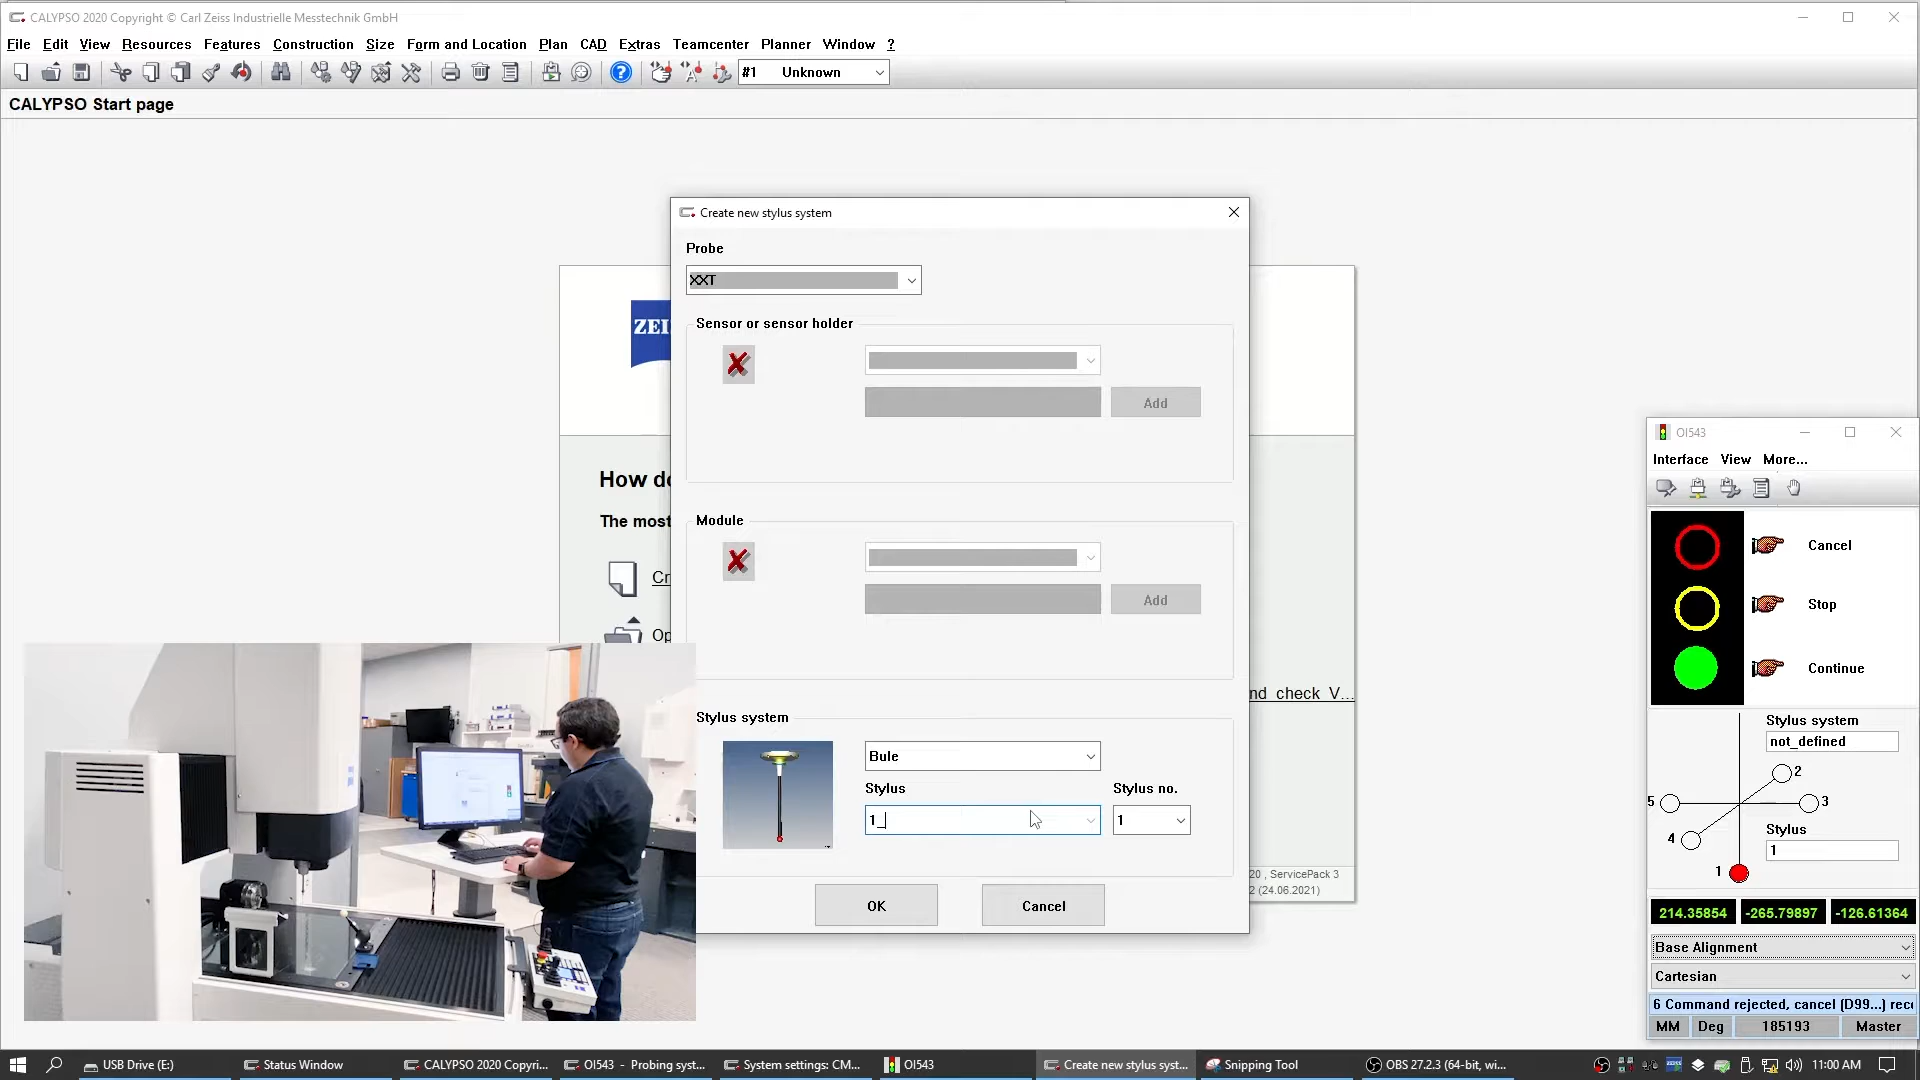 CALYPSO 2020 Copyright © Carl Zeiss Industrielle Messtechnik GmbH
File Edit View Resources Features Construction Size Form and Location Plan CAD Extras Teamcenter Planner Window ?
#1 Unknown
CALYPSO Start page
Create new stylus system
Probe
XXT
Sensor or sensor holder
Add
Module
Add
Stylus system
Bule
Stylus
Stylus no.
1_
1
OK
Cancel
ZEI
How do
The most
Cr
Op
nd check V...
20 , ServicePack 3
2 (24.06.2021)
OI543
Interface View More...
Cancel
Stop
Continue
Stylus system
not_defined
2
5
3
4
Stylus
1
1
214.35854 -265.79897 -126.61364
Base Alignment
Cartesian
6 Command rejected, cancel (D99...) rec
MM Deg 185193 Master
USB Drive (E:)
Status Window
CALYPSO 2020 Copyri...
OI543 - Probing syst...
System settings: CM...
OI543
Create new stylus syst...
Snipping Tool
OBS 27.2.3 (64-bit, wi...
11:00 AM